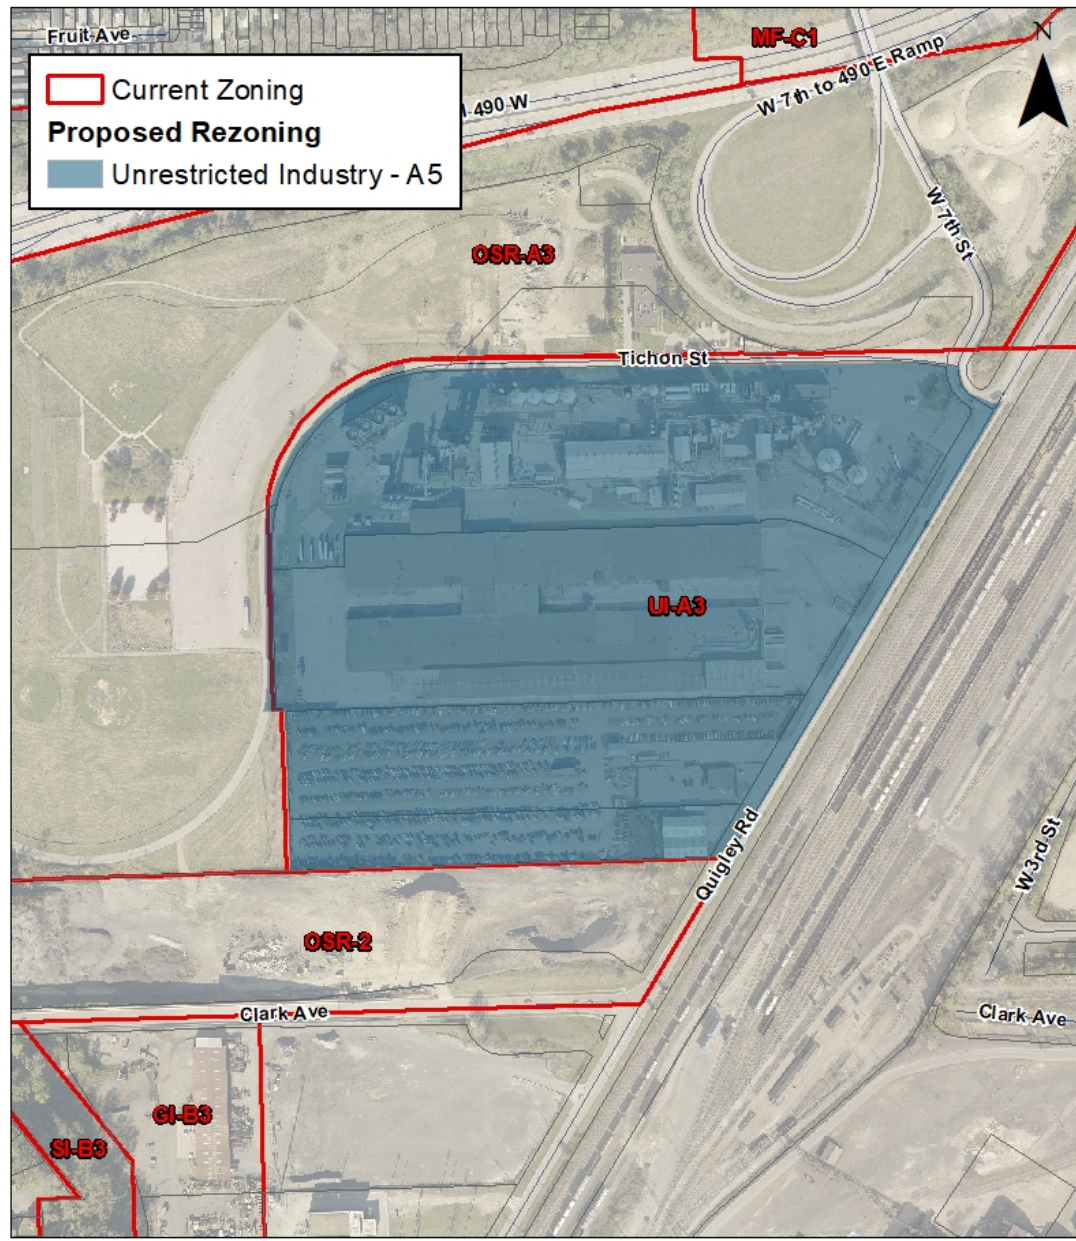 Fruit Ave
MF-C1
N
Current Zoning
Proposed Rezoning
Unrestricted Industry - A5
I 490 W
W 7th to 490 E Ramp
W 7th St
OSR-A3
Tichon St
UI-A3
Quigley Rd
W 3rd St
OSR-2
Clark Ave
Clark Ave
GI-B3
SI-B3